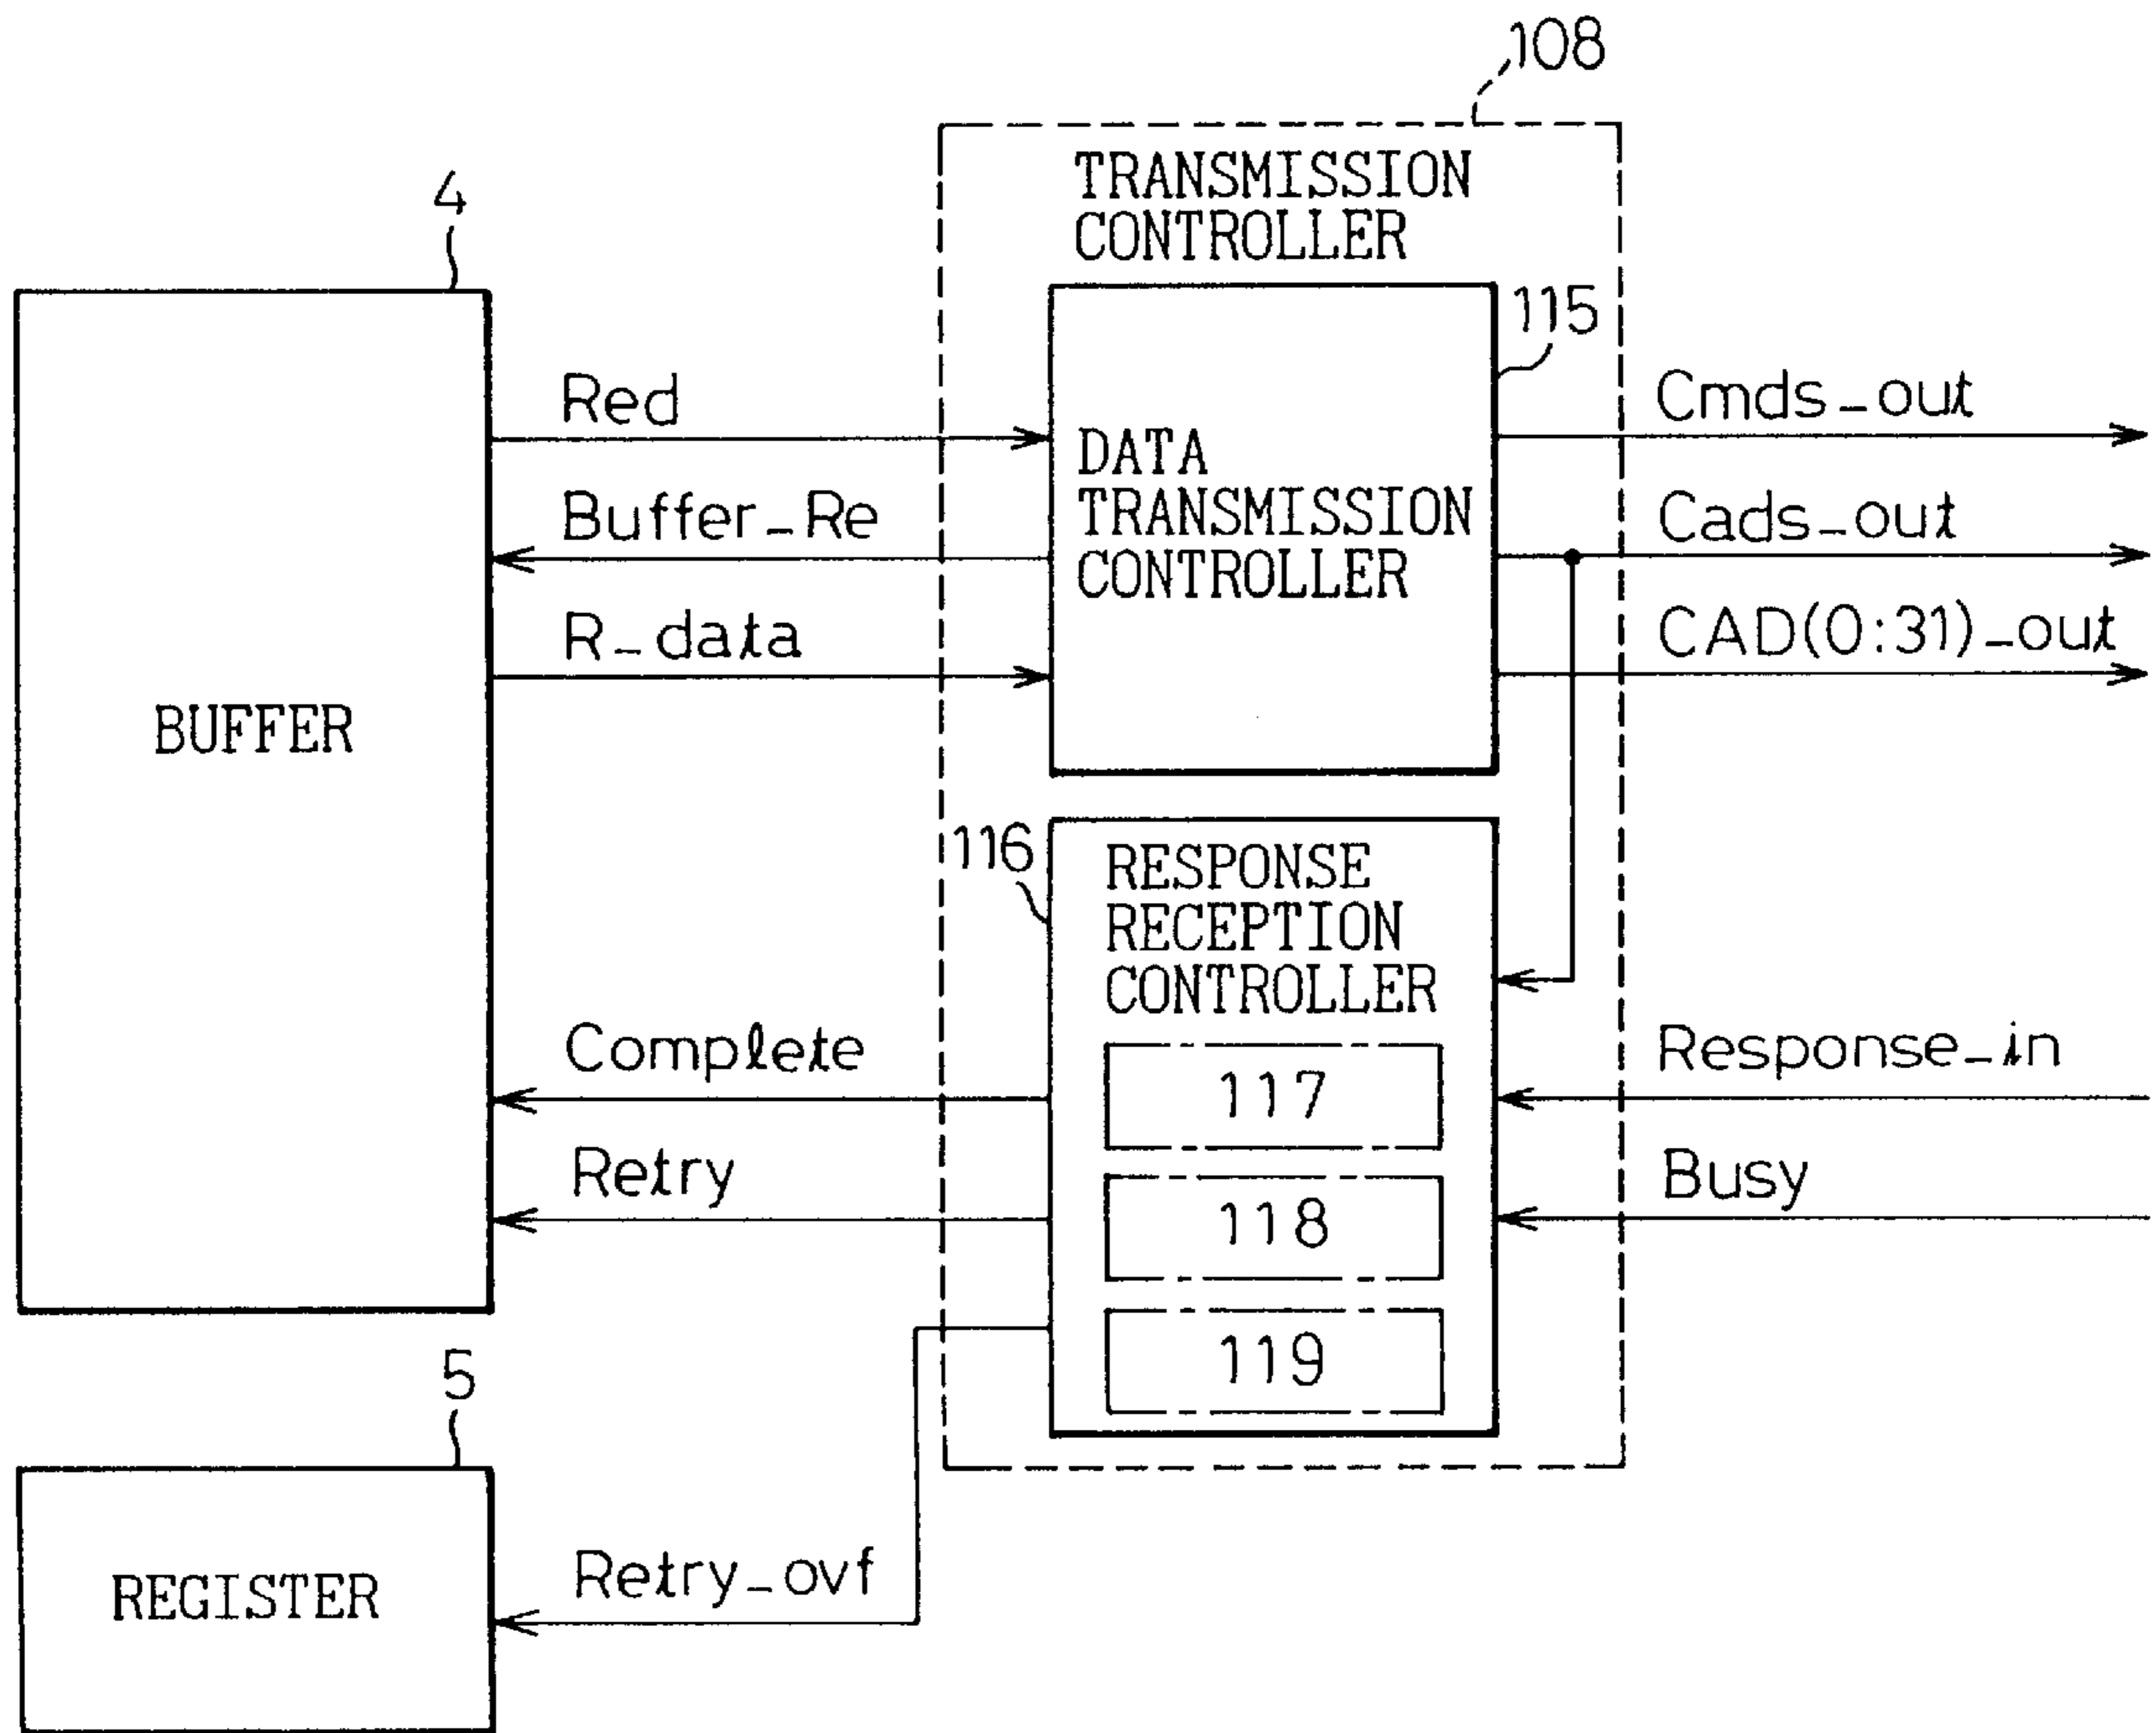 108
TRANSMISSION
CONTROLLER
4
115
Red
Cmds_out
DATA
TRANSMISSION
CONTROLLER
Buffer_Re
Cads_out
R_data
CAD(0:31)_out
BUFFER
116
RESPONSE
RECEPTION
CONTROLLER
Complete
117
Response_in
Retry
118
Busy
119
5
Retry_ovf
REGISTER